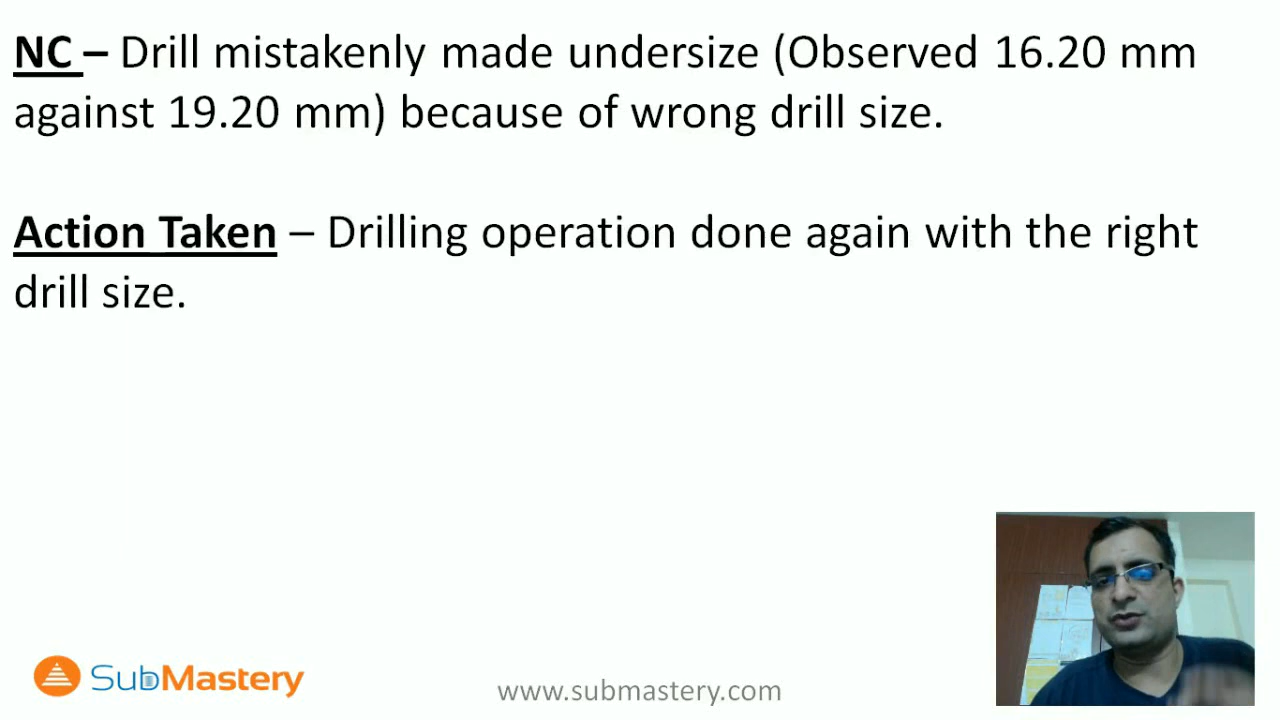 NC – Drill mistakenly made undersize (Observed 16.20 mm
against 19.20 mm) because of wrong drill size.
Action Taken – Drilling operation done again with the right
drill size.
SubMastery
www.submastery.com